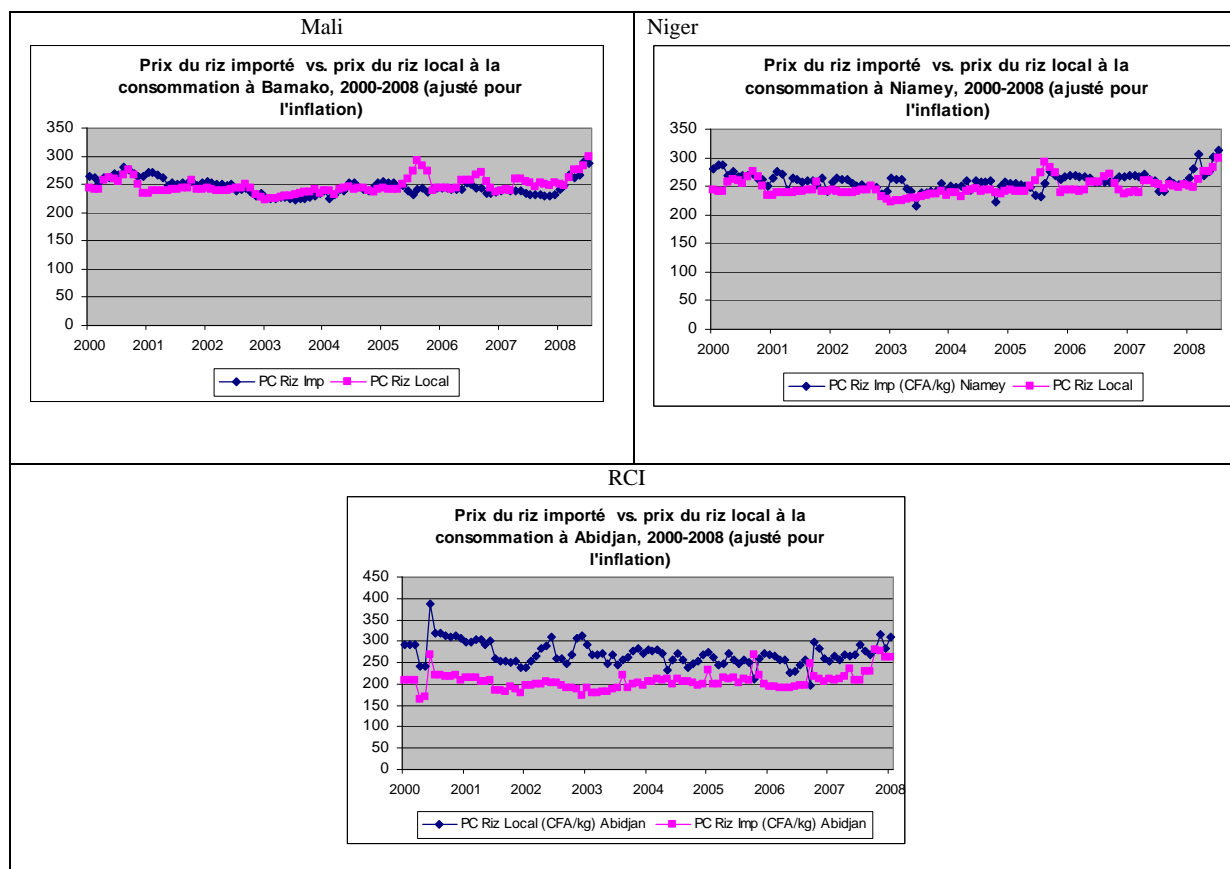 Mali
Prix du riz importé vs. prix du riz local à la
consommation à Bamako, 2000-2008 (ajusté pour
l'inflation)
350
300
250
200
150
100
50
0
2000 2001 2002 2003 2004 2005 2006 2007 2008
PC Riz Imp PC Riz Local
Niger
Prix du riz importé vs. prix du riz local à la
consommation à Niamey, 2000-2008 (ajusté pour
l'inflation)
350
300
250
200
150
100
50
0
2000 2001 2002 2003 2004 2005 2006 2007 2008
PC Riz Imp (CFA/kg) Niamey PC Riz Local
RCI
Prix du riz importé vs. prix du riz local à la
consommation à Abidjan, 2000-2008 (ajusté pour
l'inflation)
450
400
350
300
250
200
150
100
50
0
2000 2001 2002 2003 2004 2005 2006 2007 2008
PC Riz Local (CFA/kg) Abidjan PC Riz Imp (CFA/kg) Abidjan